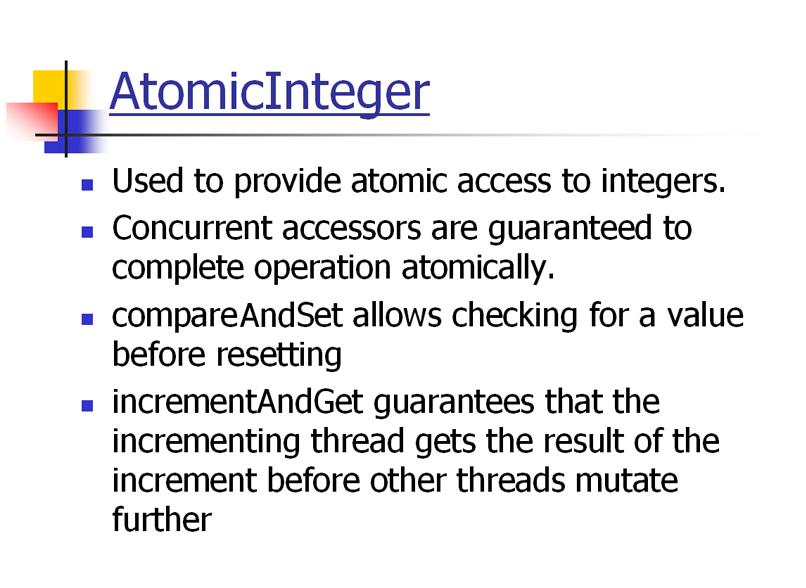 AtomicInteger
Used to provide atomic access to integers.
Concurrent accessors are guaranteed to
complete operation atomically.
compareAndSet allows checking for a value
before resetting
incrementAndGet guarantees that the
incrementing thread gets the result of the
increment before other threads mutate
further